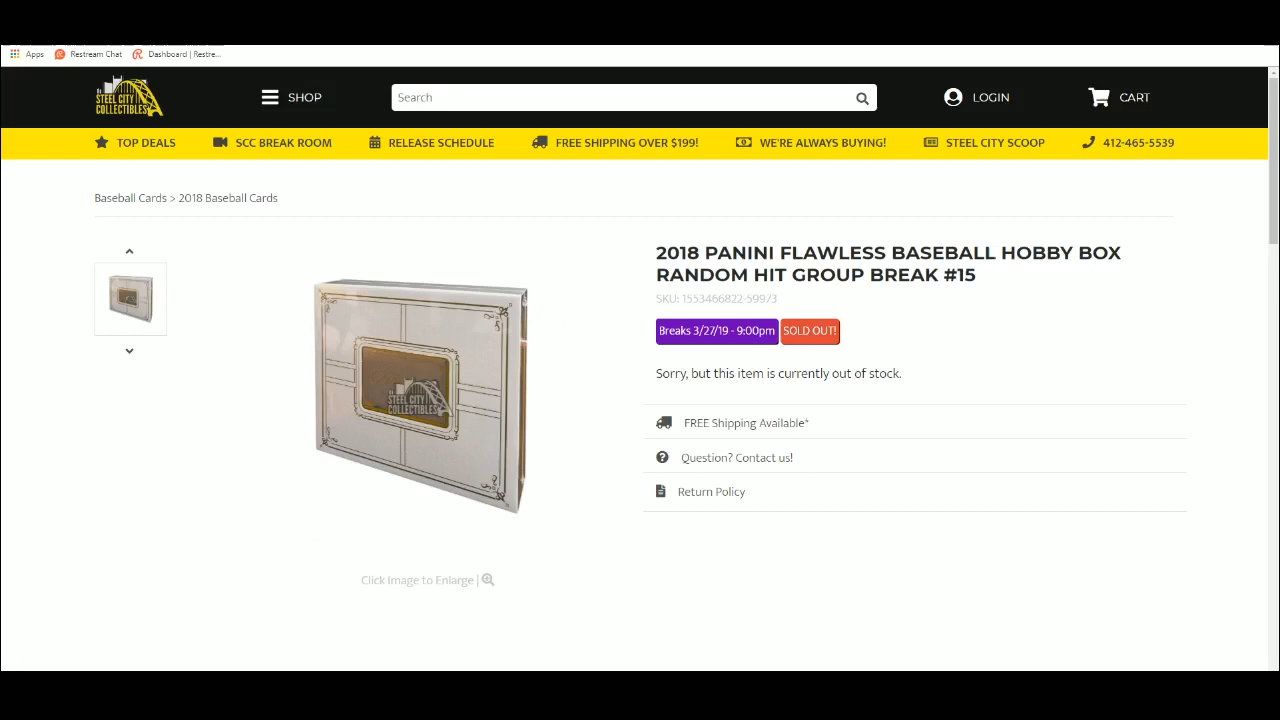 Apps Restream Chat Dashboard | Restre...
STEEL CITY
COLLECTIBLES
SHOP
Search
LOGIN
CART
TOP DEALS
SCC BREAK ROOM
RELEASE SCHEDULE
FREE SHIPPING OVER $199!
WE'RE ALWAYS BUYING!
STEEL CITY SCOOP
412-465-5539
Baseball Cards > 2018 Baseball Cards
2018 PANINI FLAWLESS BASEBALL HOBBY BOX
RANDOM HIT GROUP BREAK #15
SKU: 1553466822-59973
Breaks 3/27/19 - 9:00pm SOLD OUT!
Sorry, but this item is currently out of stock.
FREE Shipping Available*
Question? Contact us!
Return Policy
STEEL CITY
COLLECTIBLES
Click Image to Enlarge |